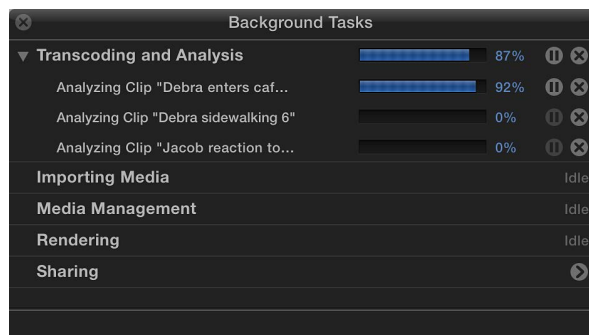 Background Tasks
Transcoding and Analysis 87%
Analyzing Clip "Debra enters caf... 92%
Analyzing Clip "Debra sidewalking 6" 0%
Analyzing Clip "Jacob reaction to... 0%
Importing Media Idle
Media Management Idle
Rendering Idle
Sharing